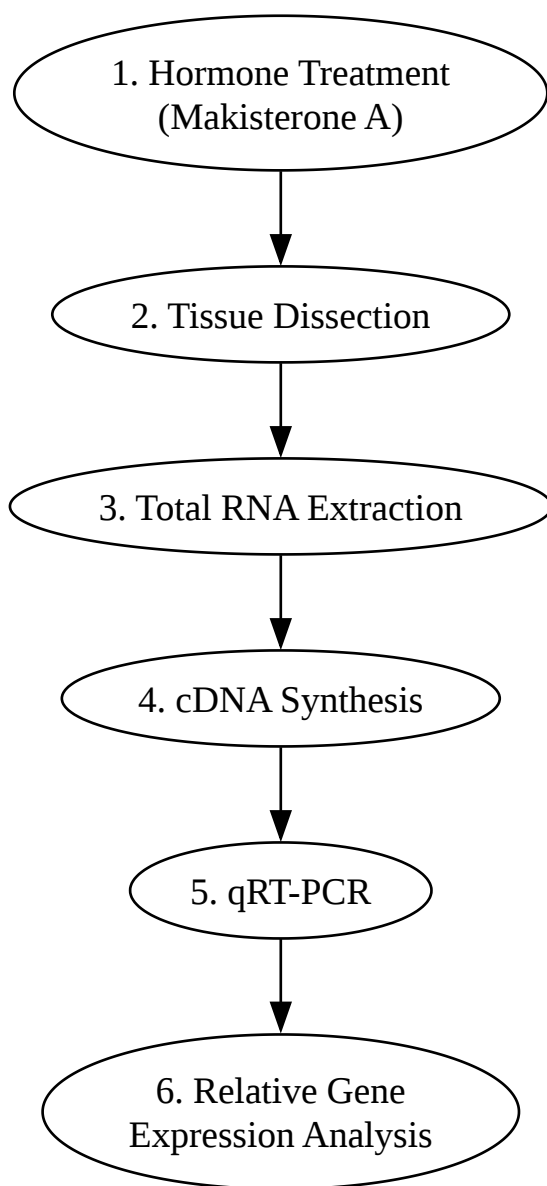 1. Hormone Treatment
(Makisterone A)
2. Tissue Dissection
3. Total RNA Extraction
4. cDNA Synthesis
5. qRT-PCR
6. Relative Gene
Expression Analysis